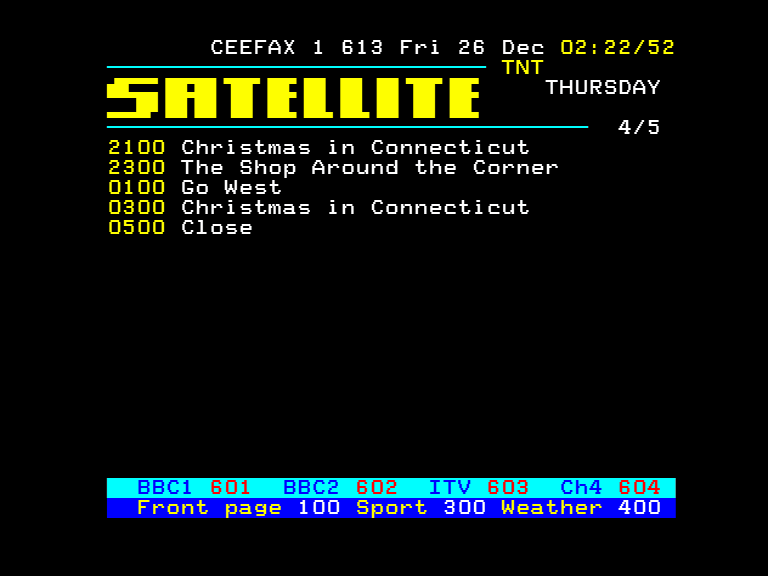 CEEFAX 1 613 Fri 26 Dec 02:22/52
TNT
SATELLITE
THURSDAY
4/5
2100 Christmas in Connecticut
2300 The Shop Around the Corner
0100 Go West
0300 Christmas in Connecticut
0500 Close
BBC1 601 BBC2 602 ITV 603 Ch4 604
Front page 100 Sport 300 Weather 400